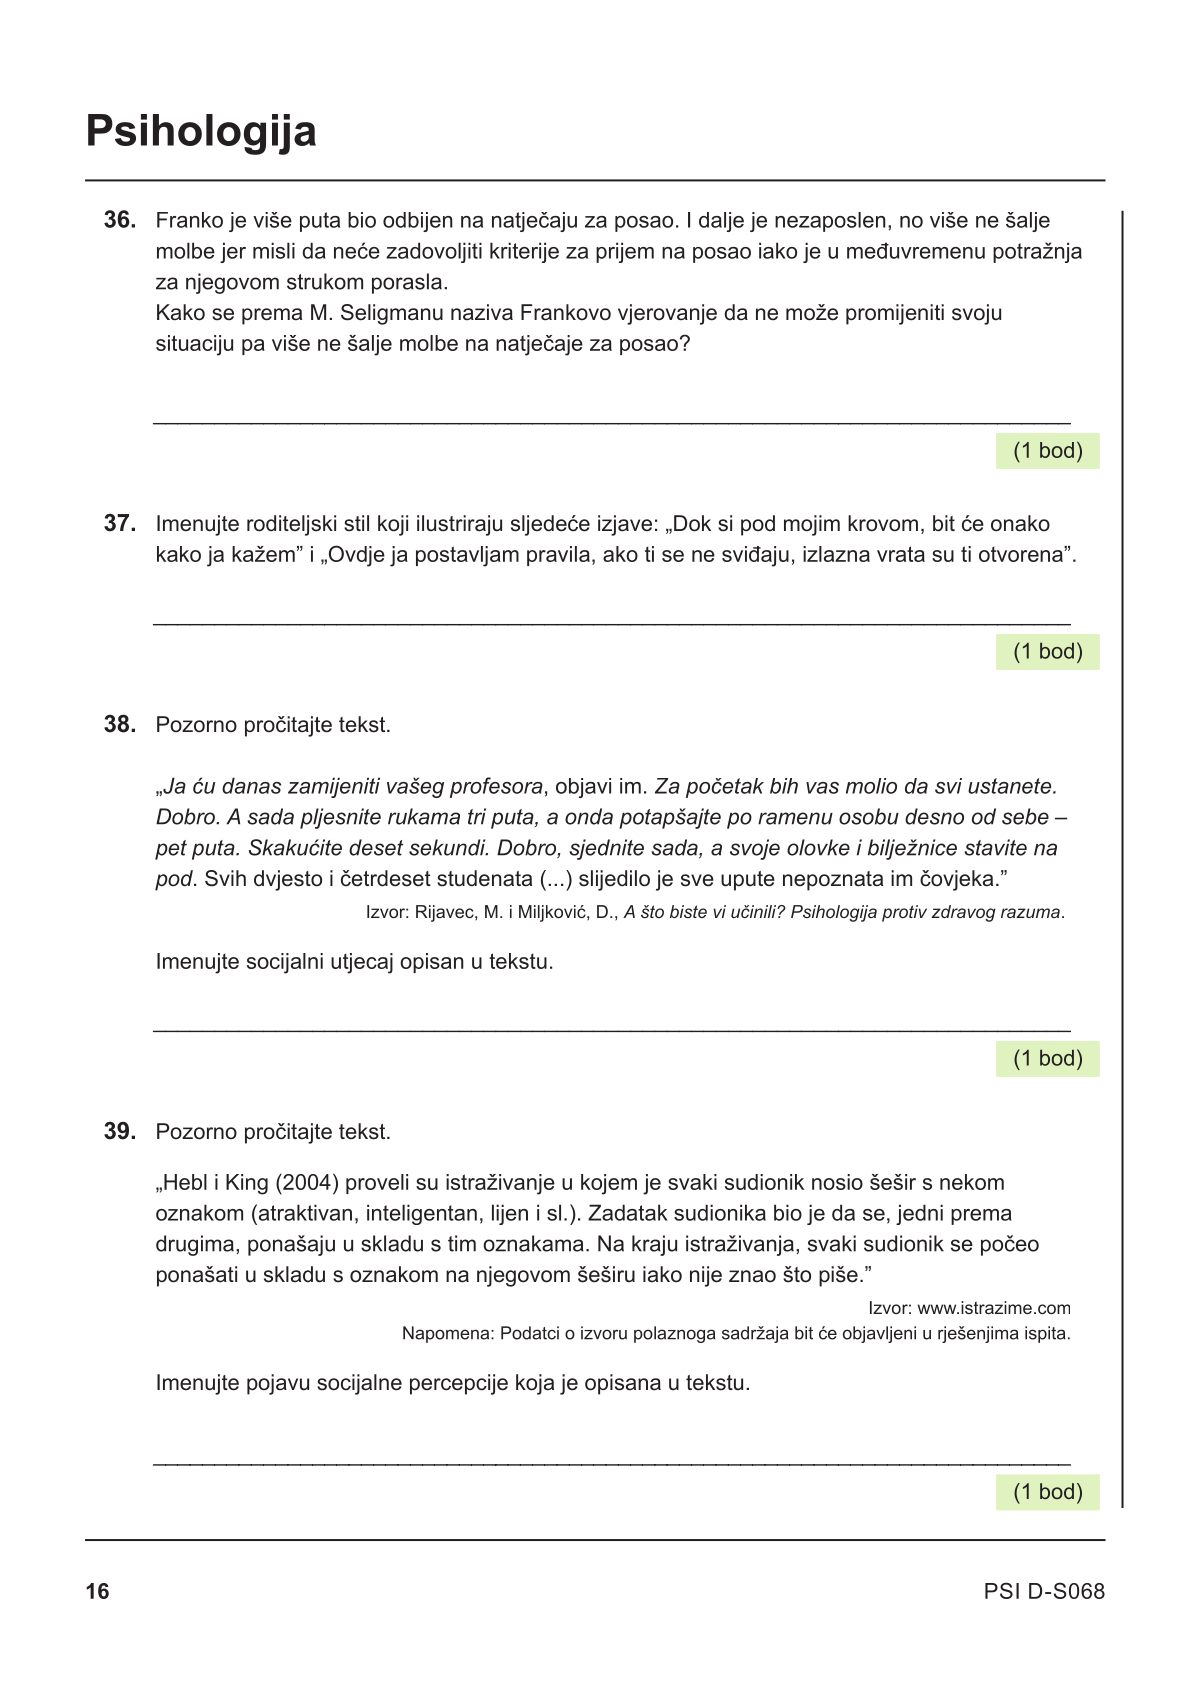 Psihologija
36. Franko je više puta bio odbijen na natječaju za posao. I dalje je nezaposlen, no više ne šalje
molbe jer misli da neće zadovoljiti kriterije za prijem na posao iako je u međuvremenu potražnja
za njegovom strukom porasla.
Kako se prema M. Seligmanu naziva Frankovo vjerovanje da ne može promijeniti svoju
situaciju pa više ne šalje molbe na natječaje za posao?
(1 bod)
37. Imenujte roditeljski stil koji ilustriraju sljedeće izjave: „Dok si pod mojim krovom, bit će onako
kako ja kažem” i „Ovdje ja postavljam pravila, ako ti se ne sviđaju, izlazna vrata su ti otvorena”.
(1 bod)
38. Pozorno pročitajte tekst.
„Ja ću danas zamijeniti vašeg profesora, objavi im. Za početak bih vas molio da svi ustanete.
Dobro. A sada pljesnite rukama tri puta, a onda potapšajte po ramenu osobu desno od sebe –
pet puta. Skakućite deset sekundi. Dobro, sjednite sada, a svoje olovke i bilježnice stavite na
pod. Svih dvjesto i četrdeset studenata (...) slijedilo je sve upute nepoznata im čovjeka.”
Izvor: Rijavec, M. i Miljković, D., A što biste vi učinili? Psihologija protiv zdravog razuma.
Imenujte socijalni utjecaj opisan u tekstu.
(1 bod)
39. Pozorno pročitajte tekst.
„Hebl i King (2004) proveli su istraživanje u kojem je svaki sudionik nosio šešir s nekom
oznakom (atraktivan, inteligentan, lijen i sl.). Zadatak sudionika bio je da se, jedni prema
drugima, ponašaju u skladu s tim oznakama. Na kraju istraživanja, svaki sudionik se počeo
ponašati u skladu s oznakom na njegovom šeširu iako nije znao što piše.”
Izvor: www.istrazime.com
Napomena: Podatci o izvoru polaznoga sadržaja bit će objavljeni u rješenjima ispita.
Imenujte pojavu socijalne percepcije koja je opisana u tekstu.
(1 bod)
16
PSI D-S068